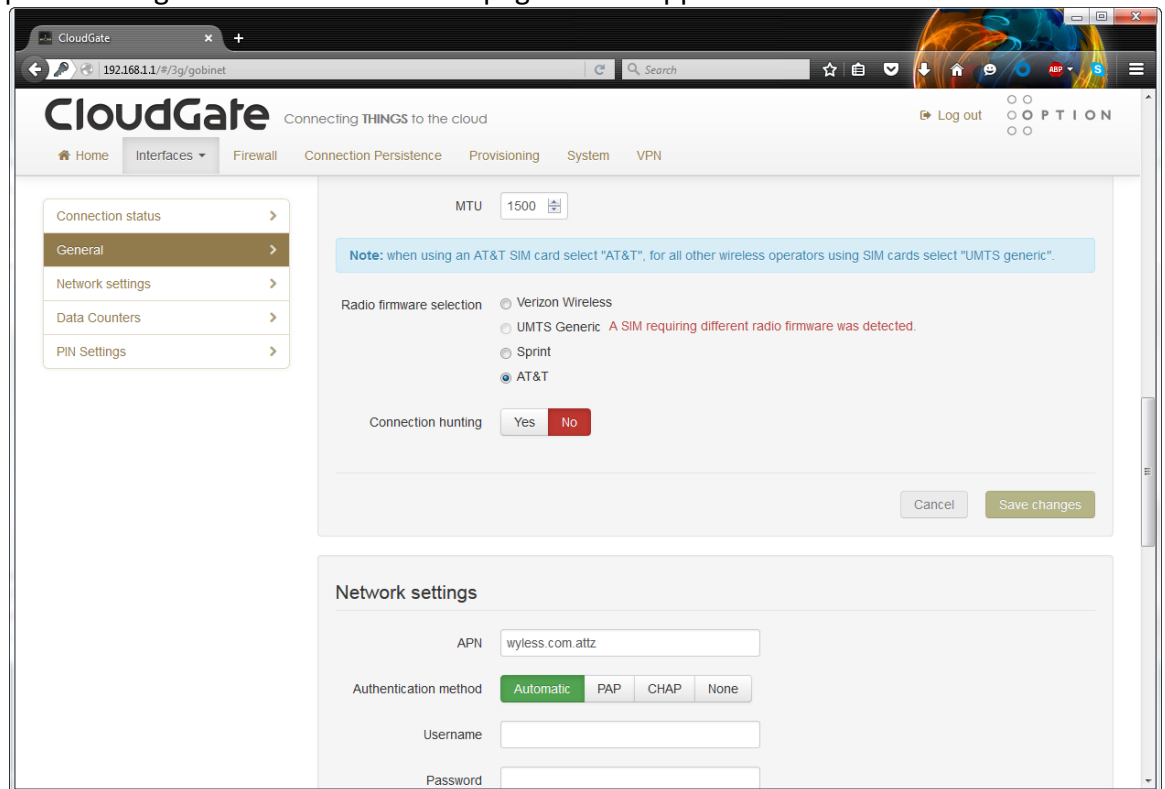 CloudGate
192.168.1.1/#/3g/gobinet
Search
ABP
S
CloudGate Connecting THINGS to the cloud
Log out
OPTION
Home Interfaces Firewall Connection Persistence Provisioning System VPN
Connection status
General
Network settings
Data Counters
PIN Settings
MTU 1500
Note: when using an AT&T SIM card select "AT&T", for all other wireless operators using SIM cards select "UMTS generic".
Radio firmware selection Verizon Wireless
UMTS Generic A SIM requiring different radio firmware was detected.
Sprint
AT&T
Connection hunting Yes No
Cancel Save changes
Network settings
APN wyless.com.attz
Authentication method Automatic PAP CHAP None
Username
Password